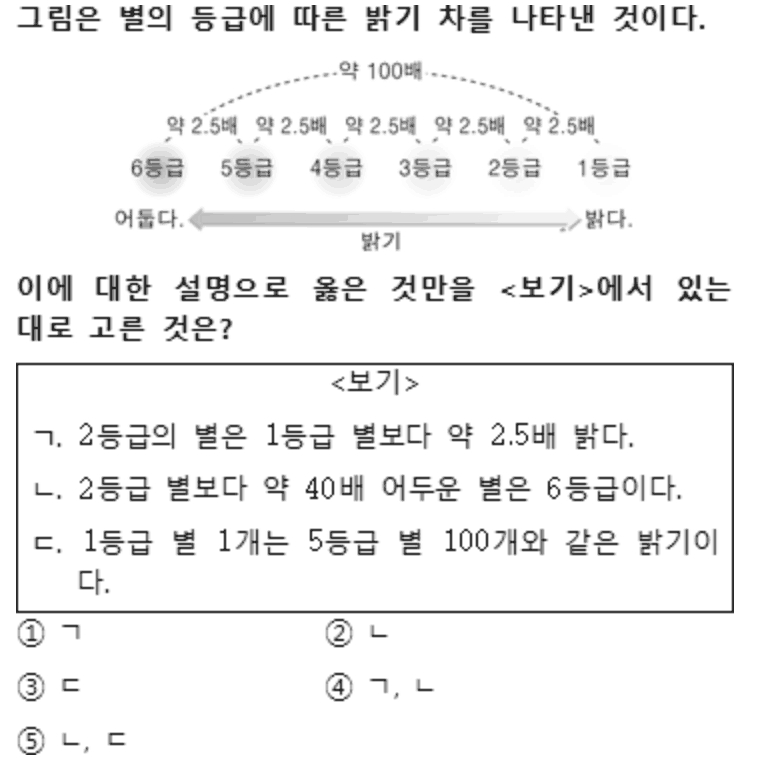 그림은 별의 등급에 따른 밝기 차를 나타낸 것이다.
약 100배
약 2.5배 약 2.5배 약 2.5배 약 2.5배 약 2.5배
6등급 5등급 4등급 3등급 2등급 1등급
어둡다. 밝다.
밝기
이에 대한 설명으로 옳은 것만을 <보기>에서 있는
대로 고른 것은?
<보기>
ㄱ. 2등급의 별은 1등급 별보다 약 2.5배 밝다.
ㄴ. 2등급 별보다 약 40배 어두운 별은 6등급이다.
ㄷ. 1등급 별 1개는 5등급 별 100개와 같은 밝기이
다.
① ㄱ ② ㄴ
③ ㄷ ④ ㄱ, ㄴ
⑤ ㄴ, ㄷ